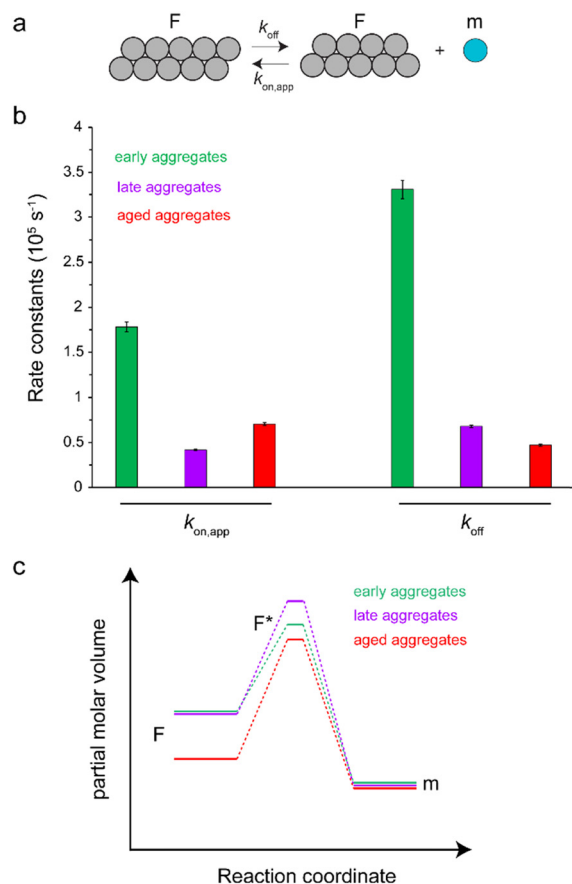 a
F
k_off
k_on,app
F
+
m
b
early aggregates
late aggregates
aged aggregates
Rate constants (10⁵ s⁻¹)
4
3.5
3
2.5
2
1.5
1
0.5
0
k_on,app
k_off
c
early aggregates
late aggregates
aged aggregates
F*
F
m
partial molar volume
Reaction coordinate